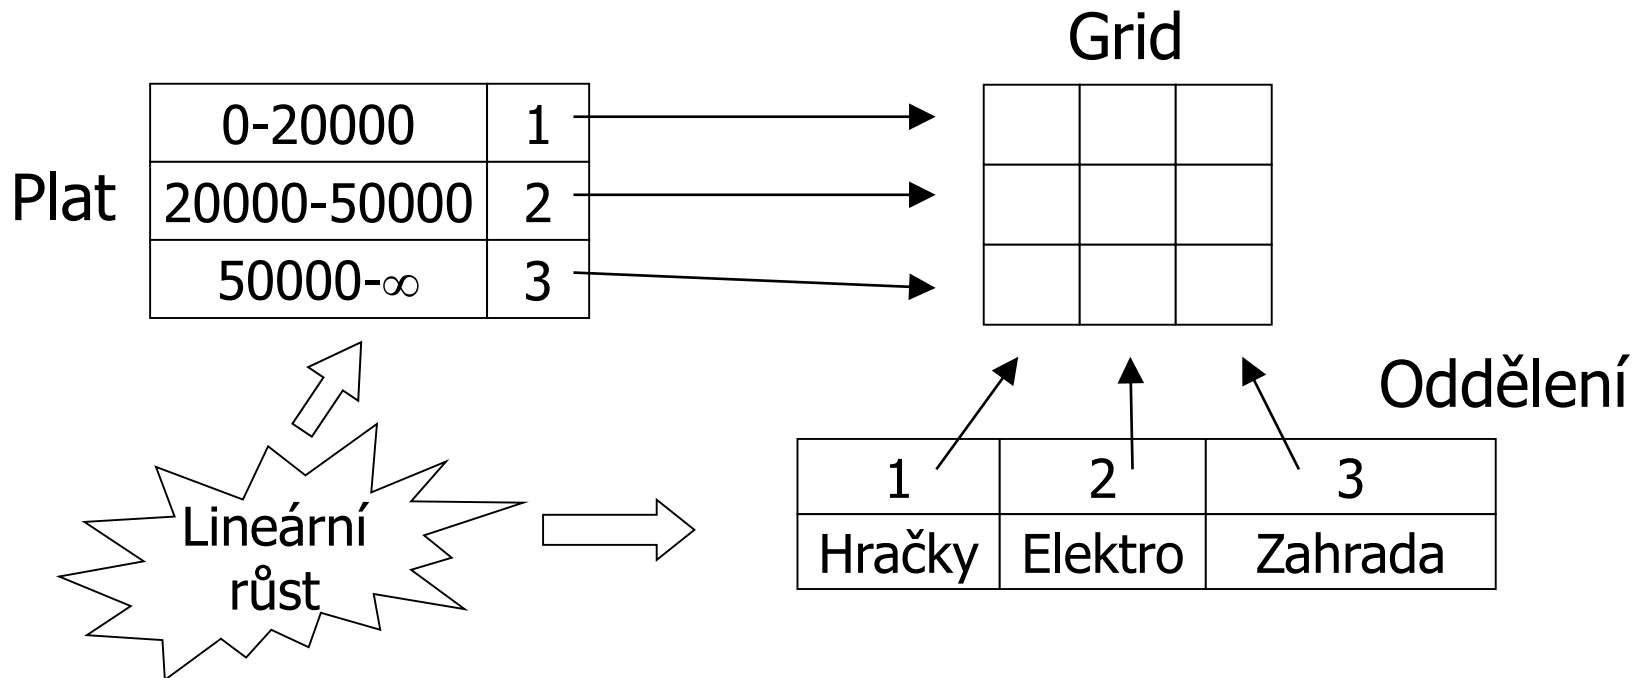 Grid
0-20000 1
Plat 20000-50000 2
50000-∞ 3
Oddělení
1 2 3
Hračky Elektro Zahrada
Lineární
růst